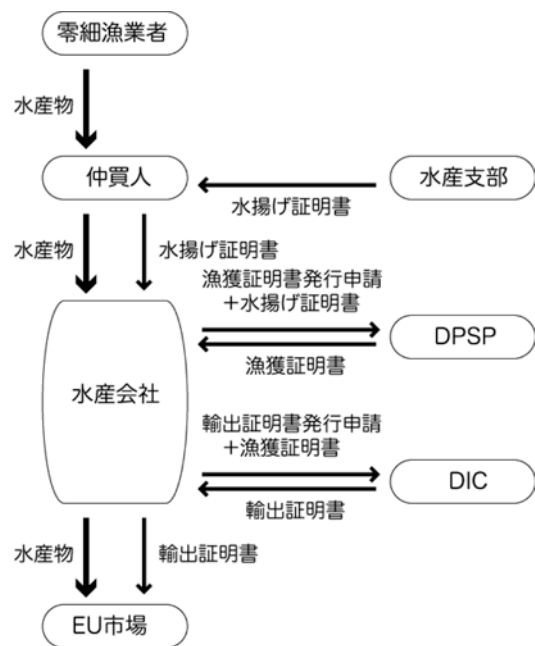 零細漁業者
水産物
仲買人
水産支部
水揚げ証明書
水産物
水揚げ証明書
漁獲証明書発行申請
+水揚げ証明書
DPSP
漁獲証明書
水産会社
輸出証明書発行申請
+漁獲証明書
DIC
輸出証明書
水産物
輸出証明書
EU市場